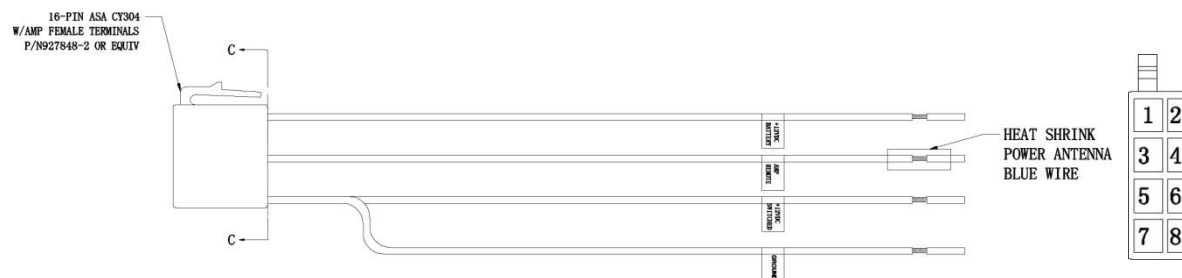 16-PIN ASA CY304
W/AMP FEMALE TERMINALS
P/N927848-2 OR EQUIV
C
+12VDC
BATTERY
AMP
REMOTE
+12VDC
SWITCHED
GROUND
C
HEAT SHRINK
POWER ANTENNA
BLUE WIRE
1 2
3 4
5 6
7 8